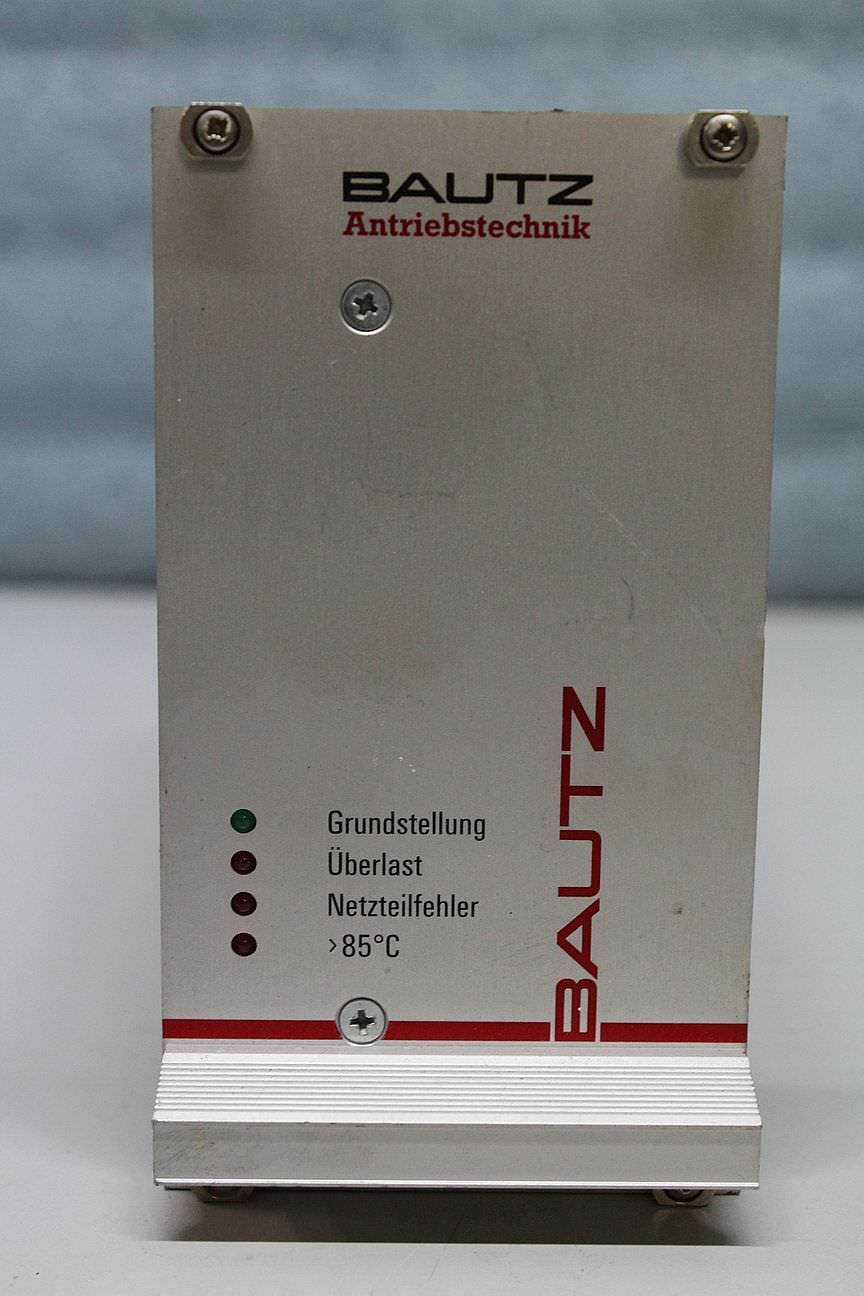 BAUTZ
Antriebstechnik
Grundstellung
Überlast
Netzteilfehler
>85°C
BAUTZ